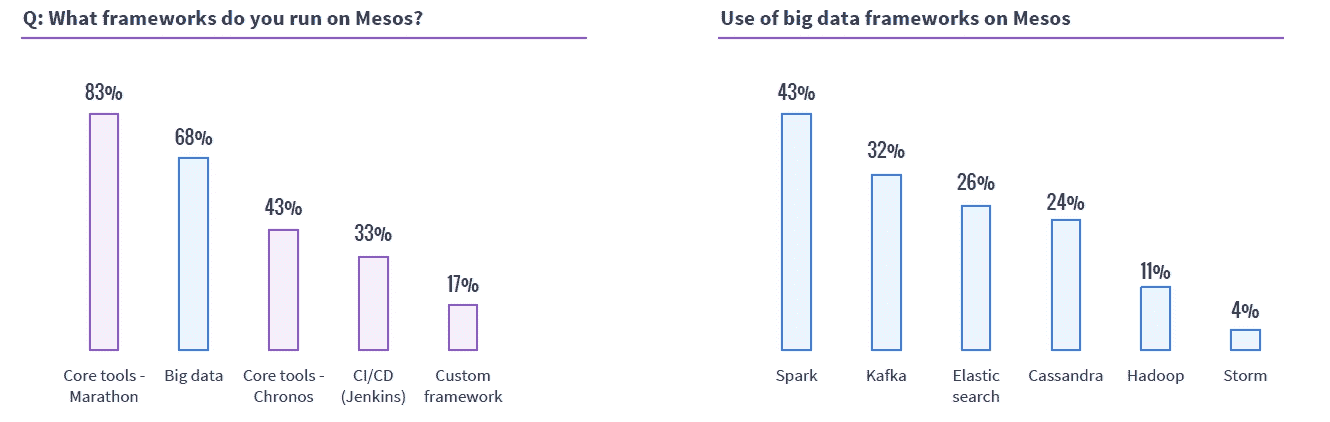 Q: What frameworks do you run on Mesos?
83%
68%
43%
33%
17%
Core tools -
Marathon
Big data
Core tools -
Chronos
CI/CD
(Jenkins)
Custom
framework
Use of big data frameworks on Mesos
43%
32%
26%
24%
11%
4%
Spark
Kafka
Elastic
search
Cassandra
Hadoop
Storm